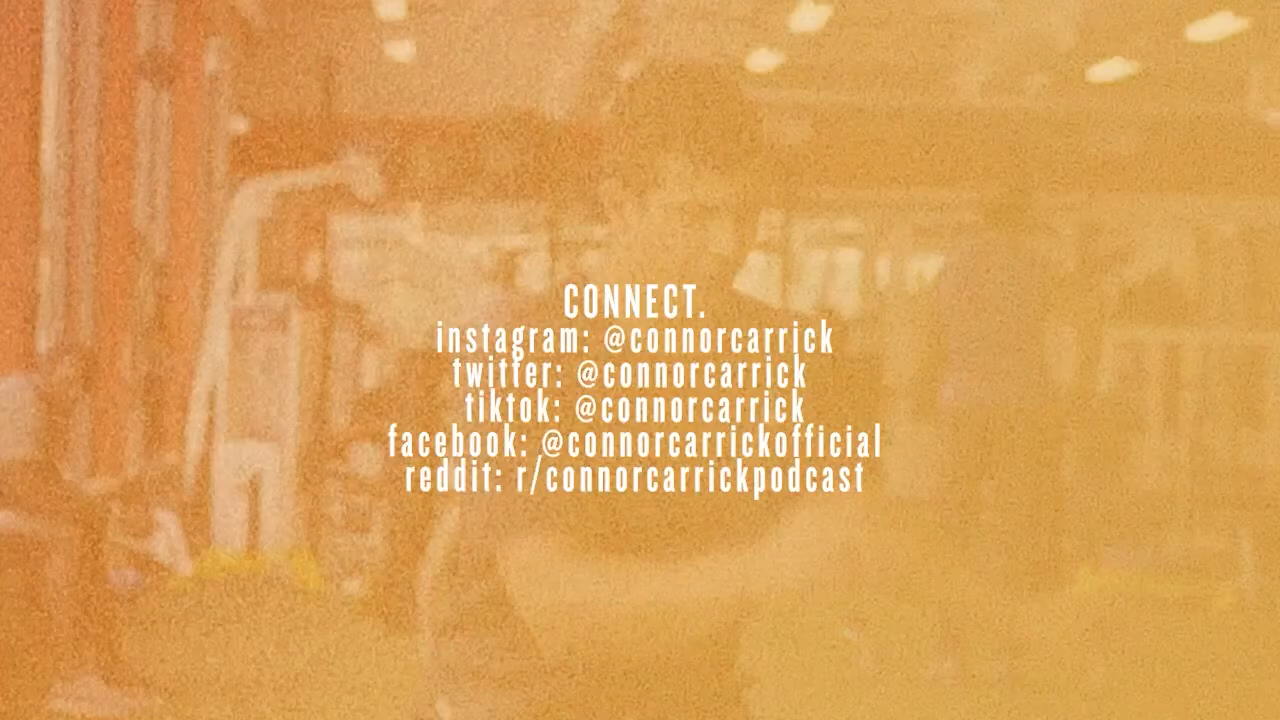 CONNECT.
instagram: @connorcarrick
twitter: @connorcarrick
tiktok: @connorcarrick
facebook: @connorcarrickofficial
reddit: r/connorcarrickpodcast